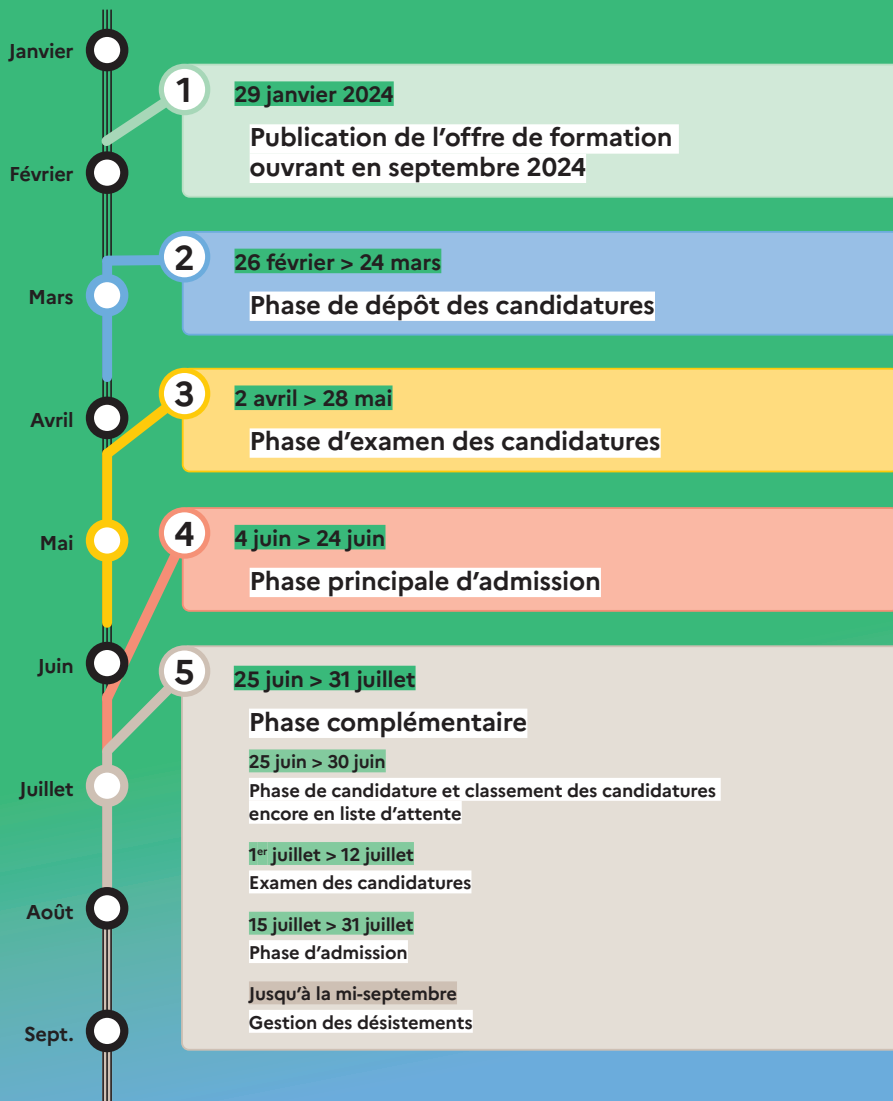 Janvier
1
29 janvier 2024
Publication de l’offre de formation
ouvrant en septembre 2024
Février
2
26 février > 24 mars
Phase de dépôt des candidatures
Mars
3
2 avril > 28 mai
Phase d’examen des candidatures
Avril
4
4 juin > 24 juin
Phase principale d’admission
Mai
Juin
5
25 juin > 31 juillet
Phase complémentaire
25 juin > 30 juin
Phase de candidature et classement des candidatures
encore en liste d’attente
Juillet
1er juillet > 12 juillet
Examen des candidatures
Août
15 juillet > 31 juillet
Phase d’admission
Jusqu’à la mi-septembre
Gestion des désistements
Sept.